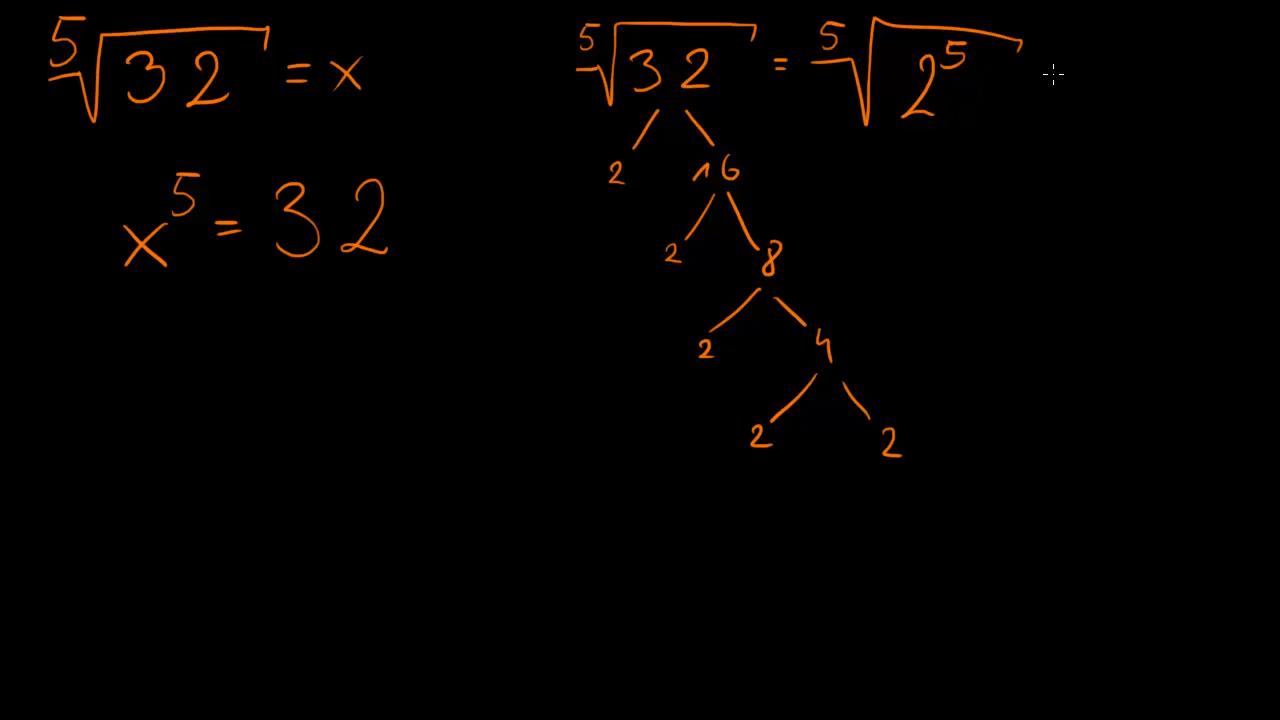 ⁵√32 = x
x⁵ = 32
⁵√32 = ⁵√2⁵
2 16
2 8
2 4
2 2